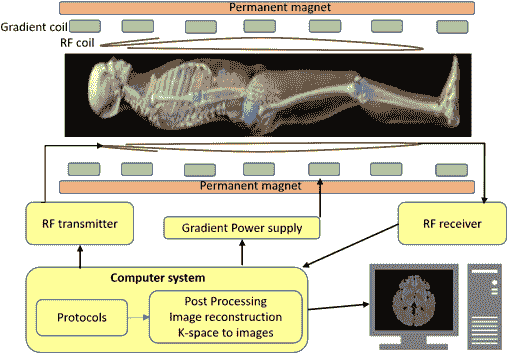 Permanent magnet
Gradient coil
RF coil
Permanent magnet
RF transmitter
Gradient Power supply
RF receiver
Computer system
Protocols
Post Processing
Image reconstruction
K-space to images